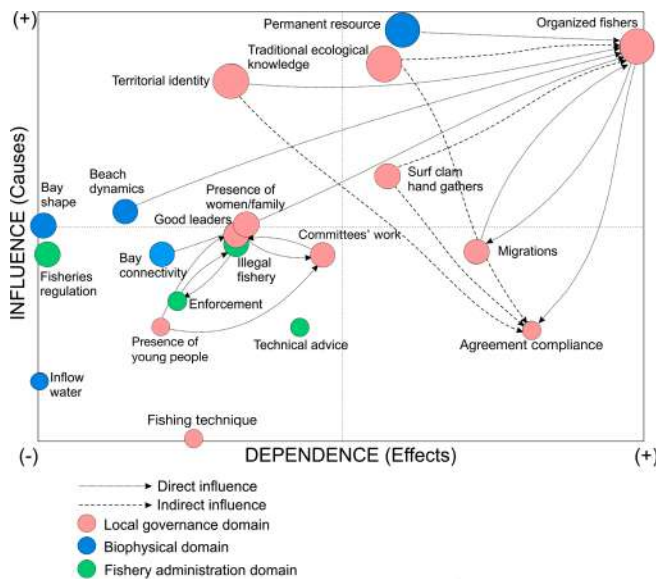 (+)
Permanent resource
Organized fishers
Traditional ecological
knowledge
Territorial identity
INFLUENCE (Causes)
Beach
dynamics
Bay
shape
Surf clam
hand gathers
Presence of
women/family
Good leaders
Committees' work
Fisheries
regulation
Bay
connectivity
Illegal
fishery
Migrations
Enforcement
Presence of
young people
Technical advice
Agreement compliance
Inflow
water
Fishing technique
(-)
DEPENDENCE (Effects)
(+)
Direct influence
Indirect influence
Local governance domain
Biophysical domain
Fishery administration domain